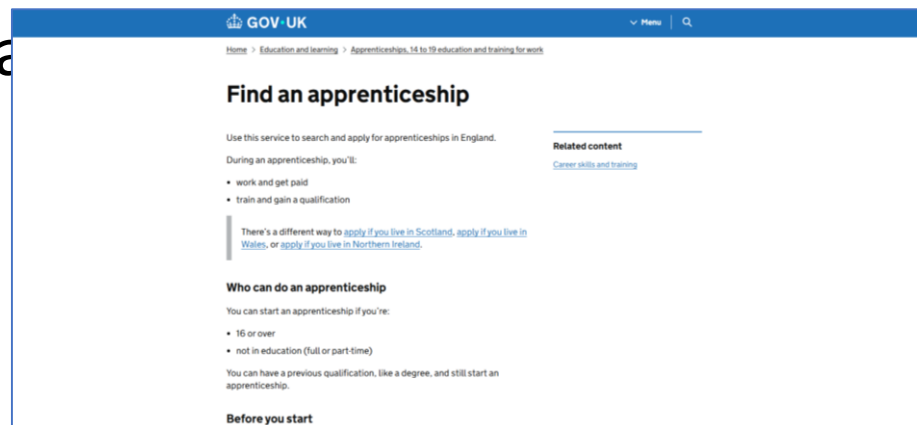 GOV·UK
Menu
Home > Education and learning > Apprenticeships, 14 to 19 education and training for work
Find an apprenticeship
Use this service to search and apply for apprenticeships in England.
Related content
During an apprenticeship, you'll:
Career skills and training
• work and get paid
• train and gain a qualification
There's a different way to apply if you live in Scotland, apply if you live in
Wales, or apply if you live in Northern Ireland.
Who can do an apprenticeship
You can start an apprenticeship if you're:
• 16 or over
• not in education (full or part-time)
You can have a previous qualification, like a degree, and still start an
apprenticeship.
Before you start